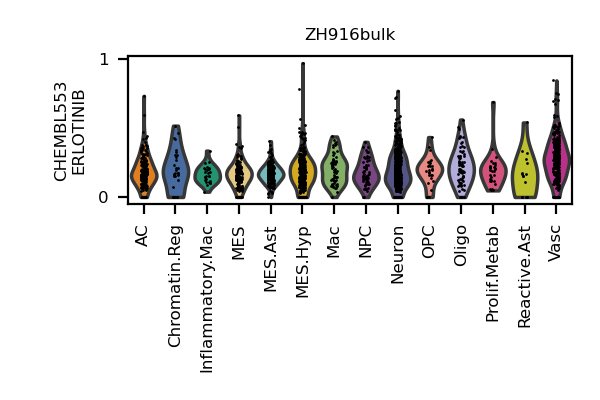 ZH916bulk
CHEMBL553
ERLOTINIB
1
0
AC
Chromatin.Reg
Inflammatory.Mac
MES
MES.Ast
MES.Hyp
Mac
NPC
Neuron
OPC
Oligo
Prolif.Metab
Reactive.Ast
Vasc